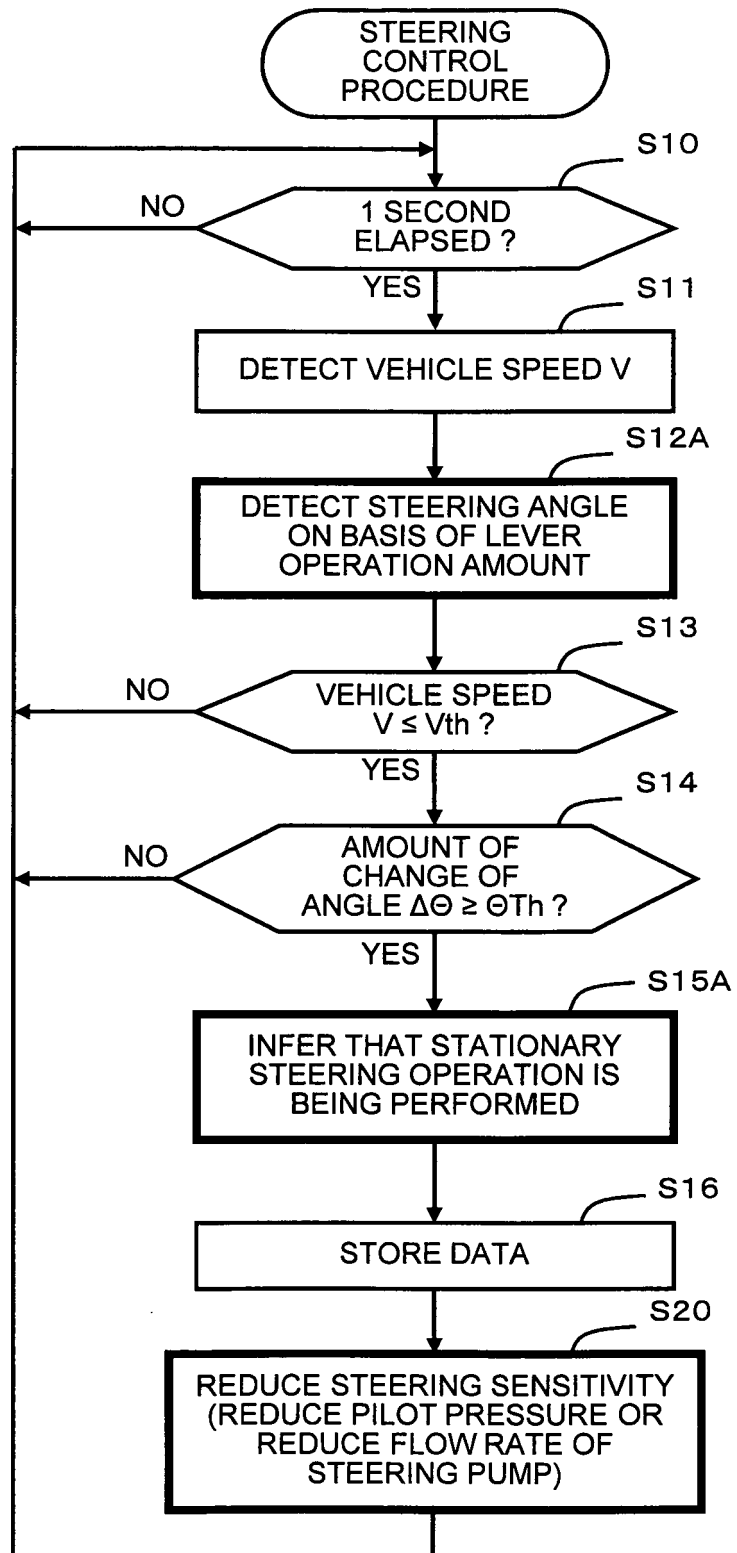 STEERING
CONTROL
PROCEDURE
S10
NO
1 SECOND
ELAPSED ?
YES
S11
DETECT VEHICLE SPEED V
S12A
DETECT STEERING ANGLE
ON BASIS OF LEVER
OPERATION AMOUNT
S13
NO
VEHICLE SPEED
V ≤ Vth ?
YES
S14
NO
AMOUNT OF
CHANGE OF
ANGLE ΔΘ ≥ ΘTh ?
YES
S15A
INFER THAT STATIONARY
STEERING OPERATION IS
BEING PERFORMED
S16
STORE DATA
S20
REDUCE STEERING SENSITIVITY
(REDUCE PILOT PRESSURE OR
REDUCE FLOW RATE OF
STEERING PUMP)